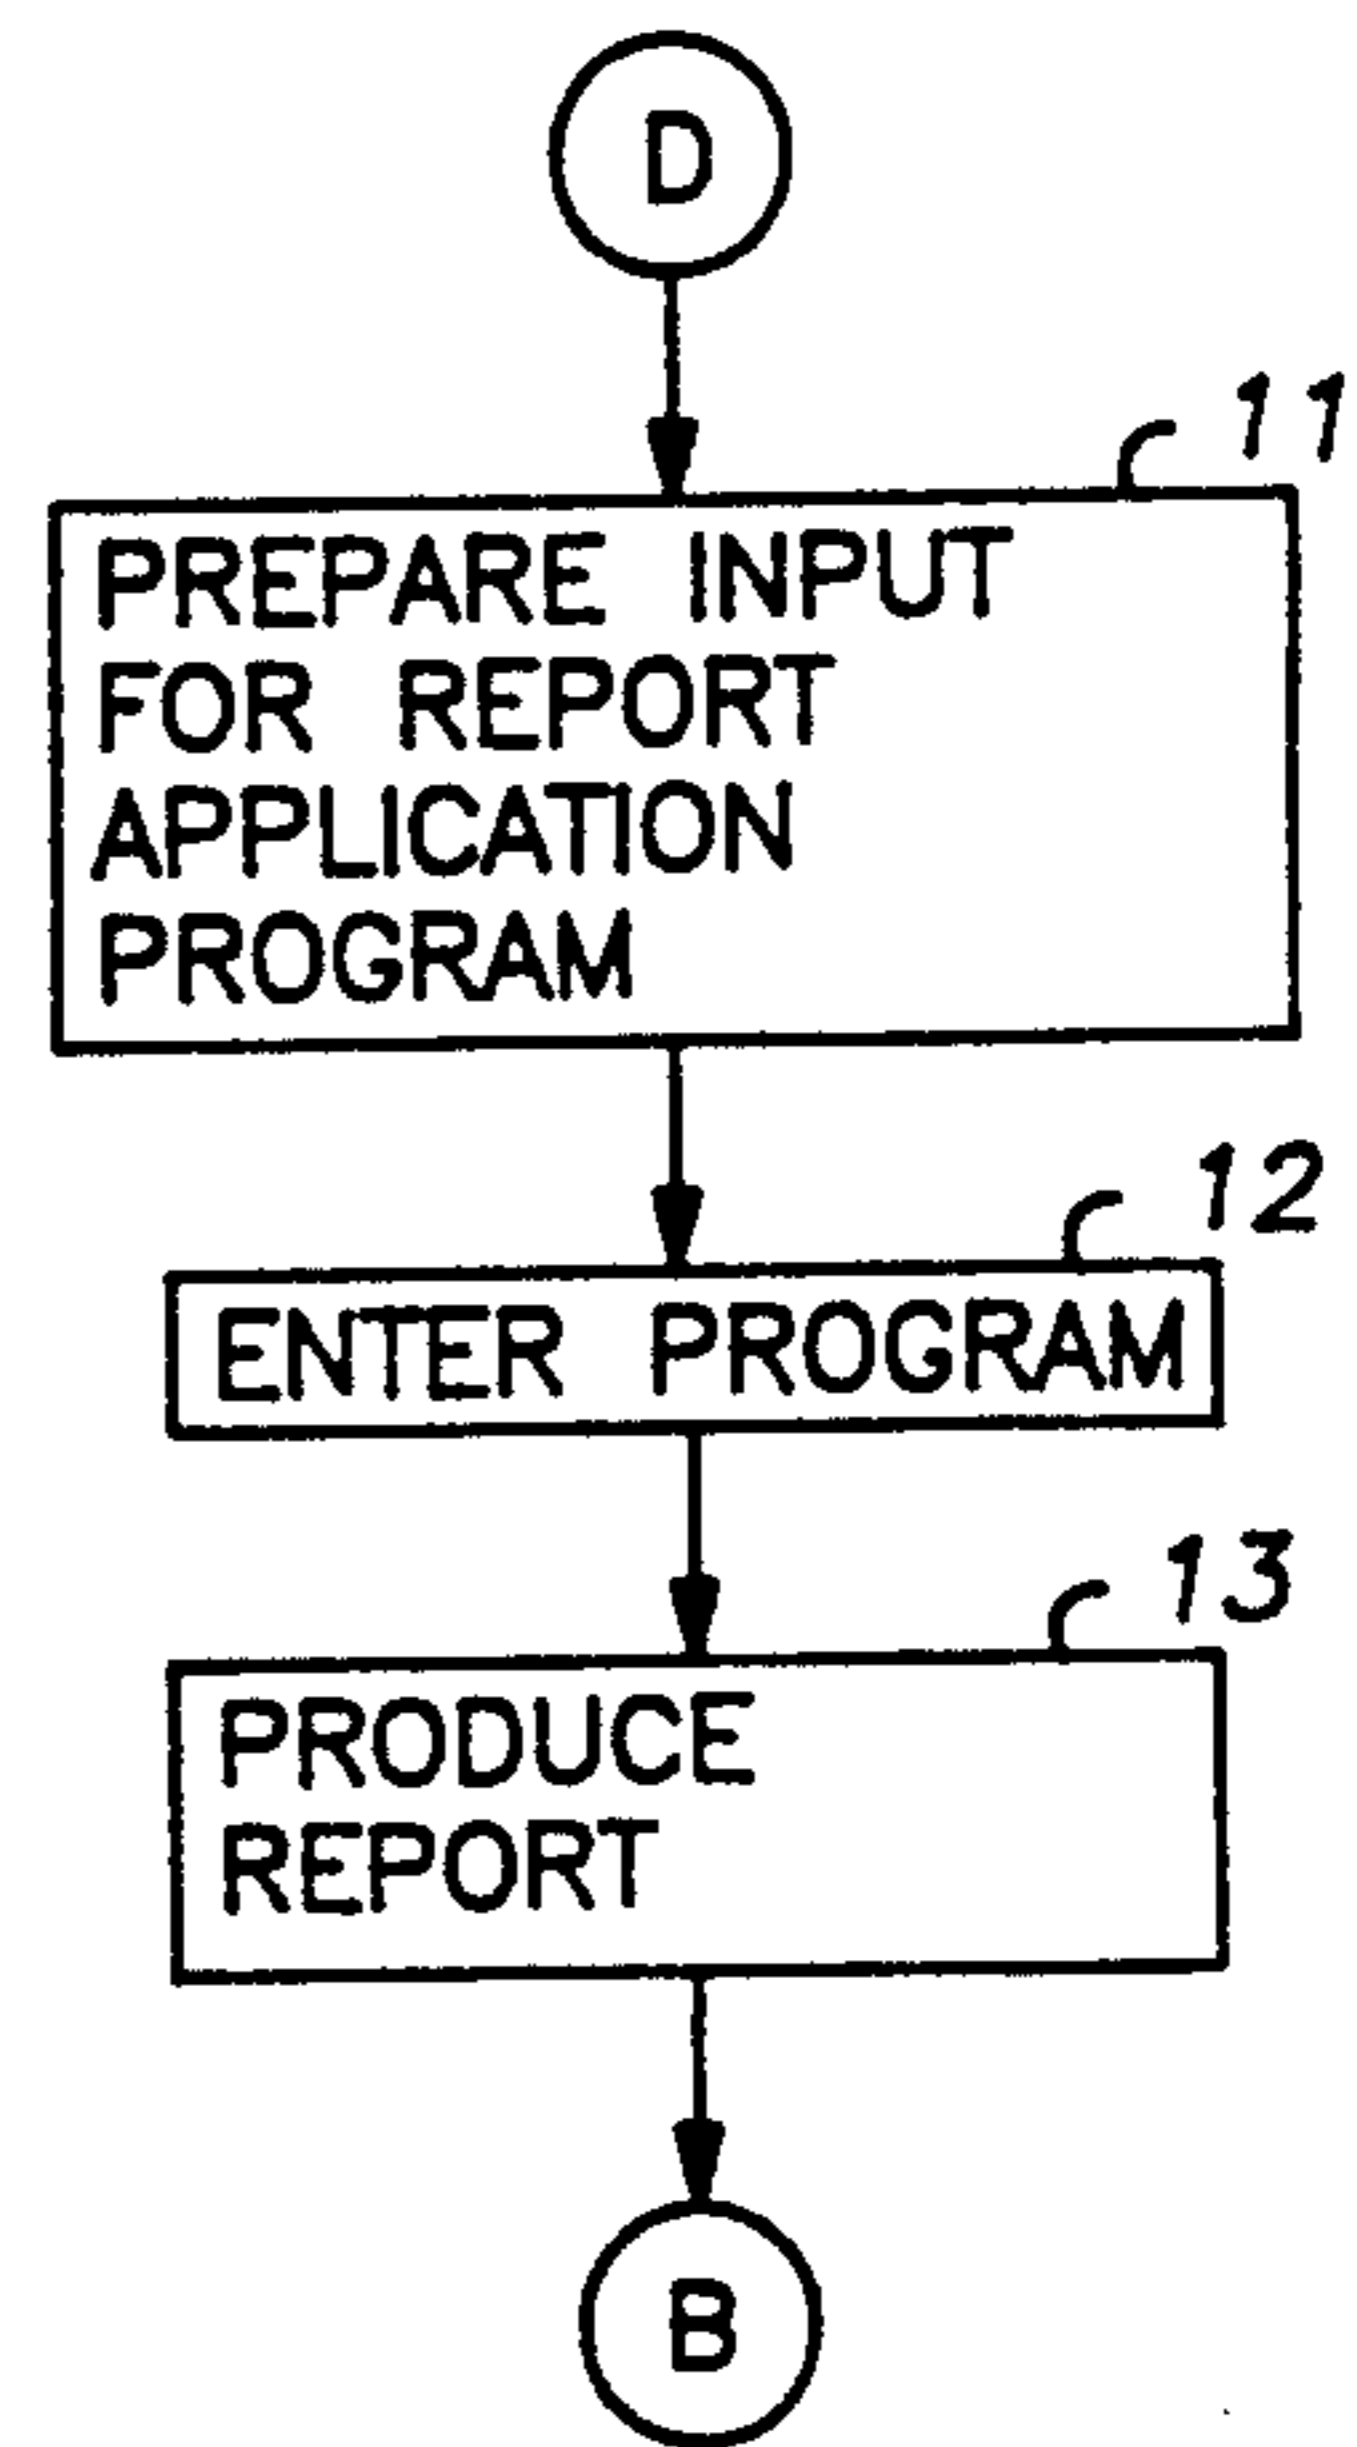 D
11
PREPARE INPUT
FOR REPORT
APPLICATION
PROGRAM
12
ENTER PROGRAM
13
PRODUCE
REPORT
B